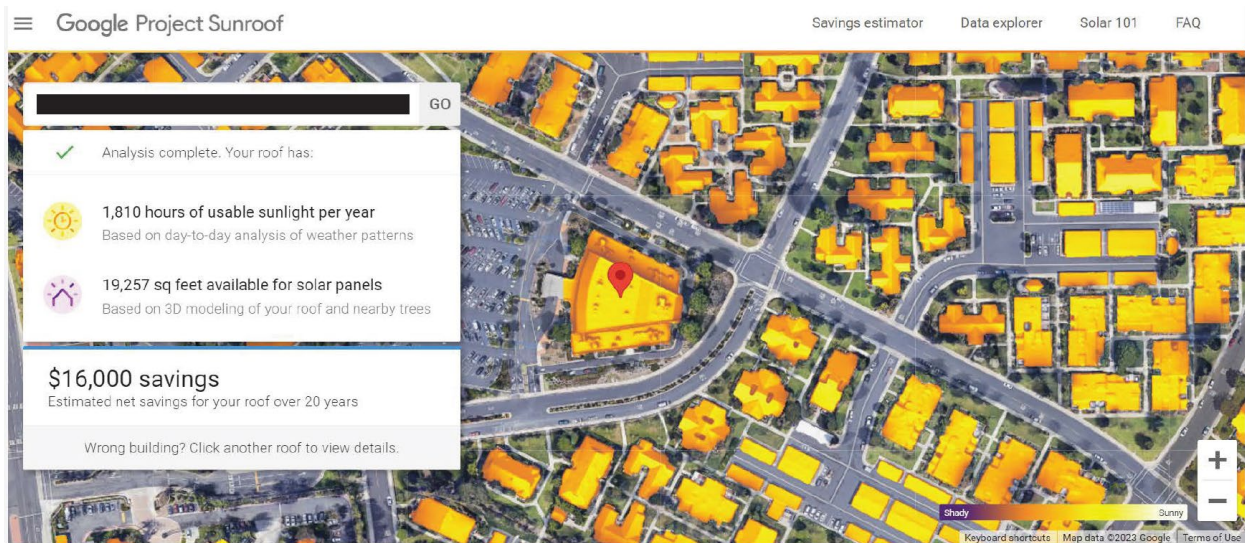 Google Project Sunroof
Savings estimator
Data explorer
Solar 101
FAQ
GO
Analysis complete. Your roof has:
1,810 hours of usable sunlight per year
Based on day-to-day analysis of weather patterns
19,257 sq feet available for solar panels
Based on 3D modeling of your roof and nearby trees
$16,000 savings
Estimated net savings for your roof over 20 years
Wrong building? Click another roof to view details.
+
−
Shady
Sunny
Keyboard shortcuts
Map data ©2023 Google
Terms of Use